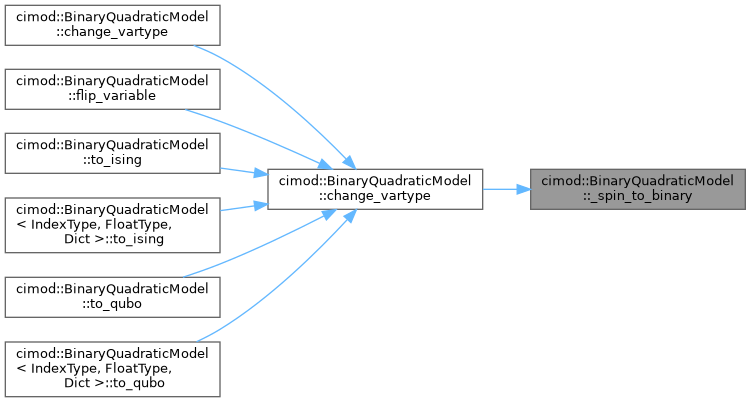 cimod::BinaryQuadraticModel
::change_vartype
cimod::BinaryQuadraticModel
::flip_variable
cimod::BinaryQuadraticModel
::to_ising
cimod::BinaryQuadraticModel
< IndexType, FloatType,
Dict >::to_ising
cimod::BinaryQuadraticModel
::to_qubo
cimod::BinaryQuadraticModel
< IndexType, FloatType,
Dict >::to_qubo
cimod::BinaryQuadraticModel
::change_vartype
cimod::BinaryQuadraticModel
::_spin_to_binary